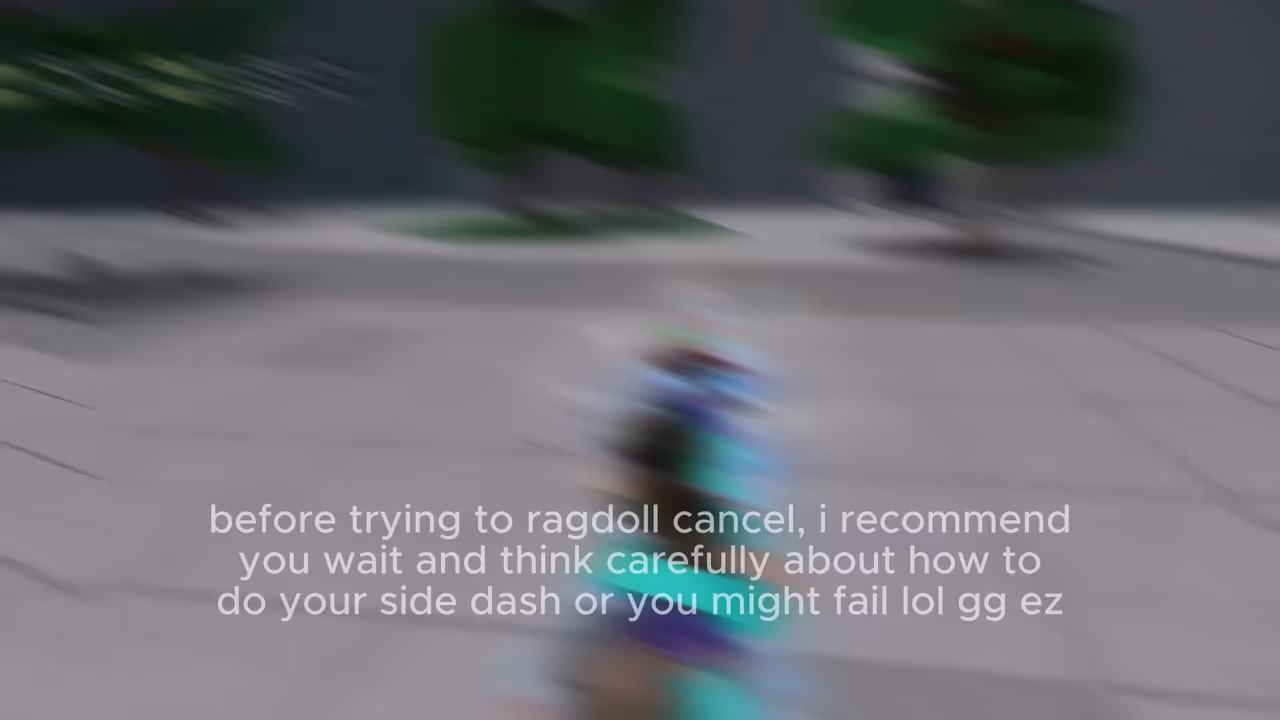 before trying to ragdoll cancel, i recommend
you wait and think carefully about how to
do your side dash or you might fail lol gg ez